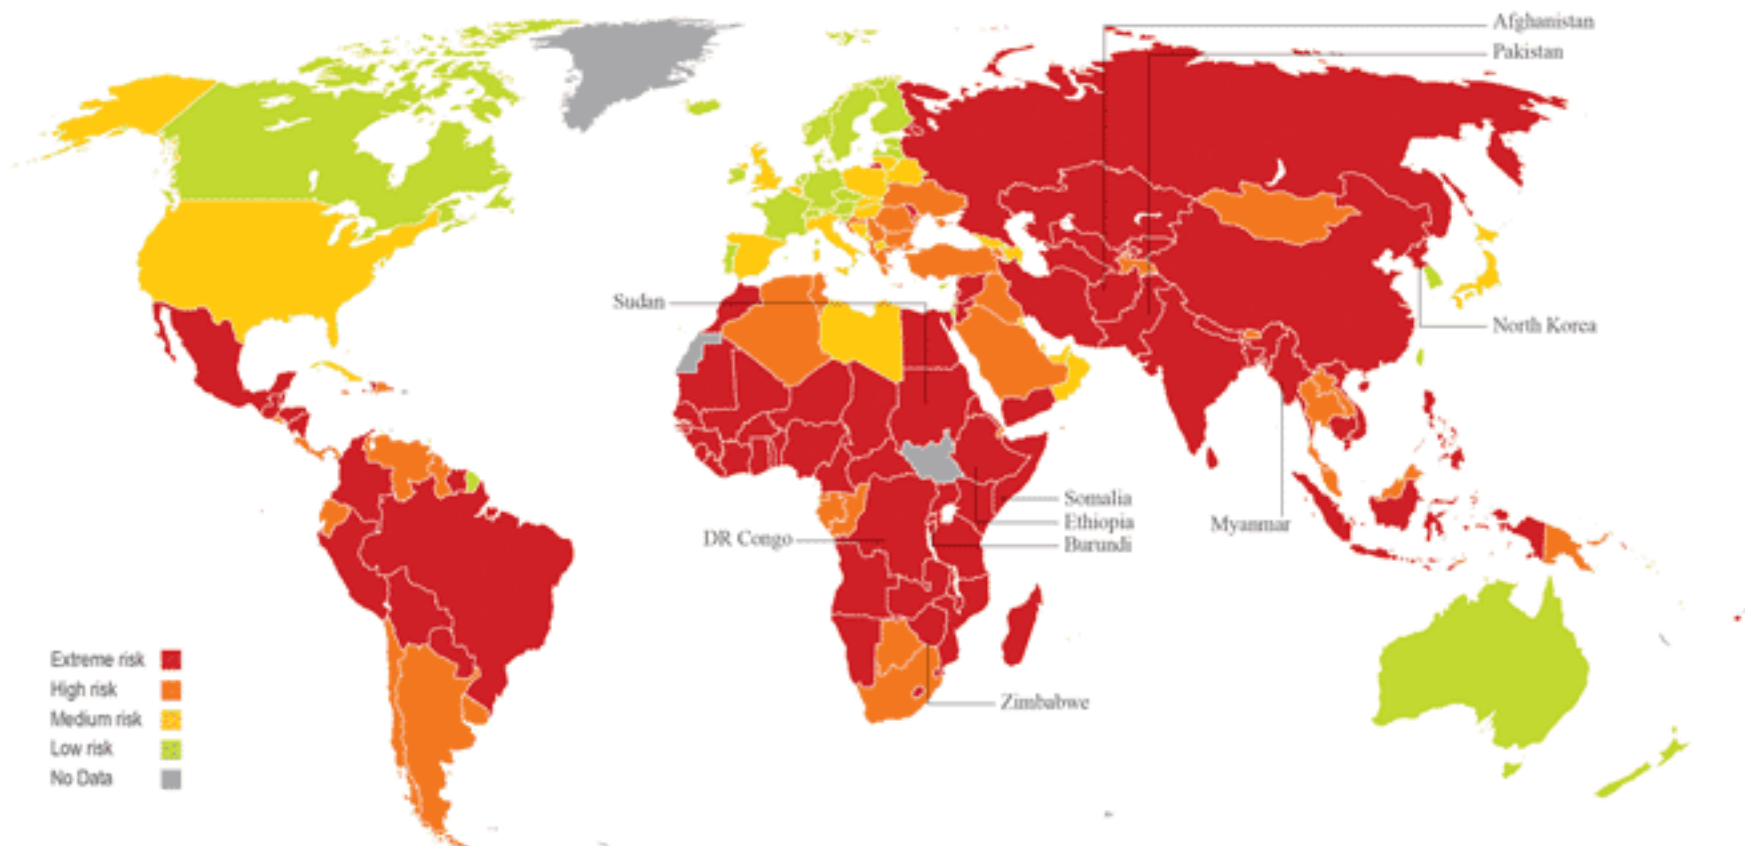 Afghanistan
Pakistan
Sudan
North Korea
Somalia
Ethiopia
Burundi
DR Congo
Myanmar
Zimbabwe
Extreme risk
High risk
Medium risk
Low risk
No Data